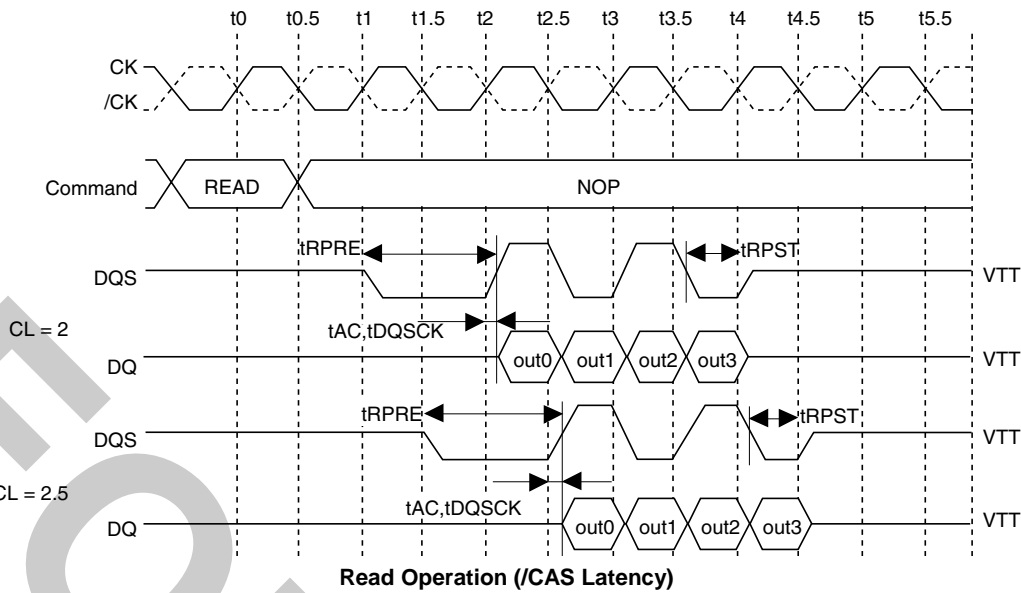 t0 t0.5 t1 t1.5 t2 t2.5 t3 t3.5 t4 t4.5 t5 t5.5
CK
/CK
Command READ NOP
tRPRE tRPST
DQS VTT
CL = 2
tAC,tDQSCK
DQ out0 out1 out2 out3 VTT
tRPRE tRPST
DQS VTT
CL = 2.5
tAC,tDQSCK
DQ out0 out1 out2 out3 VTT
Read Operation (/CAS Latency)